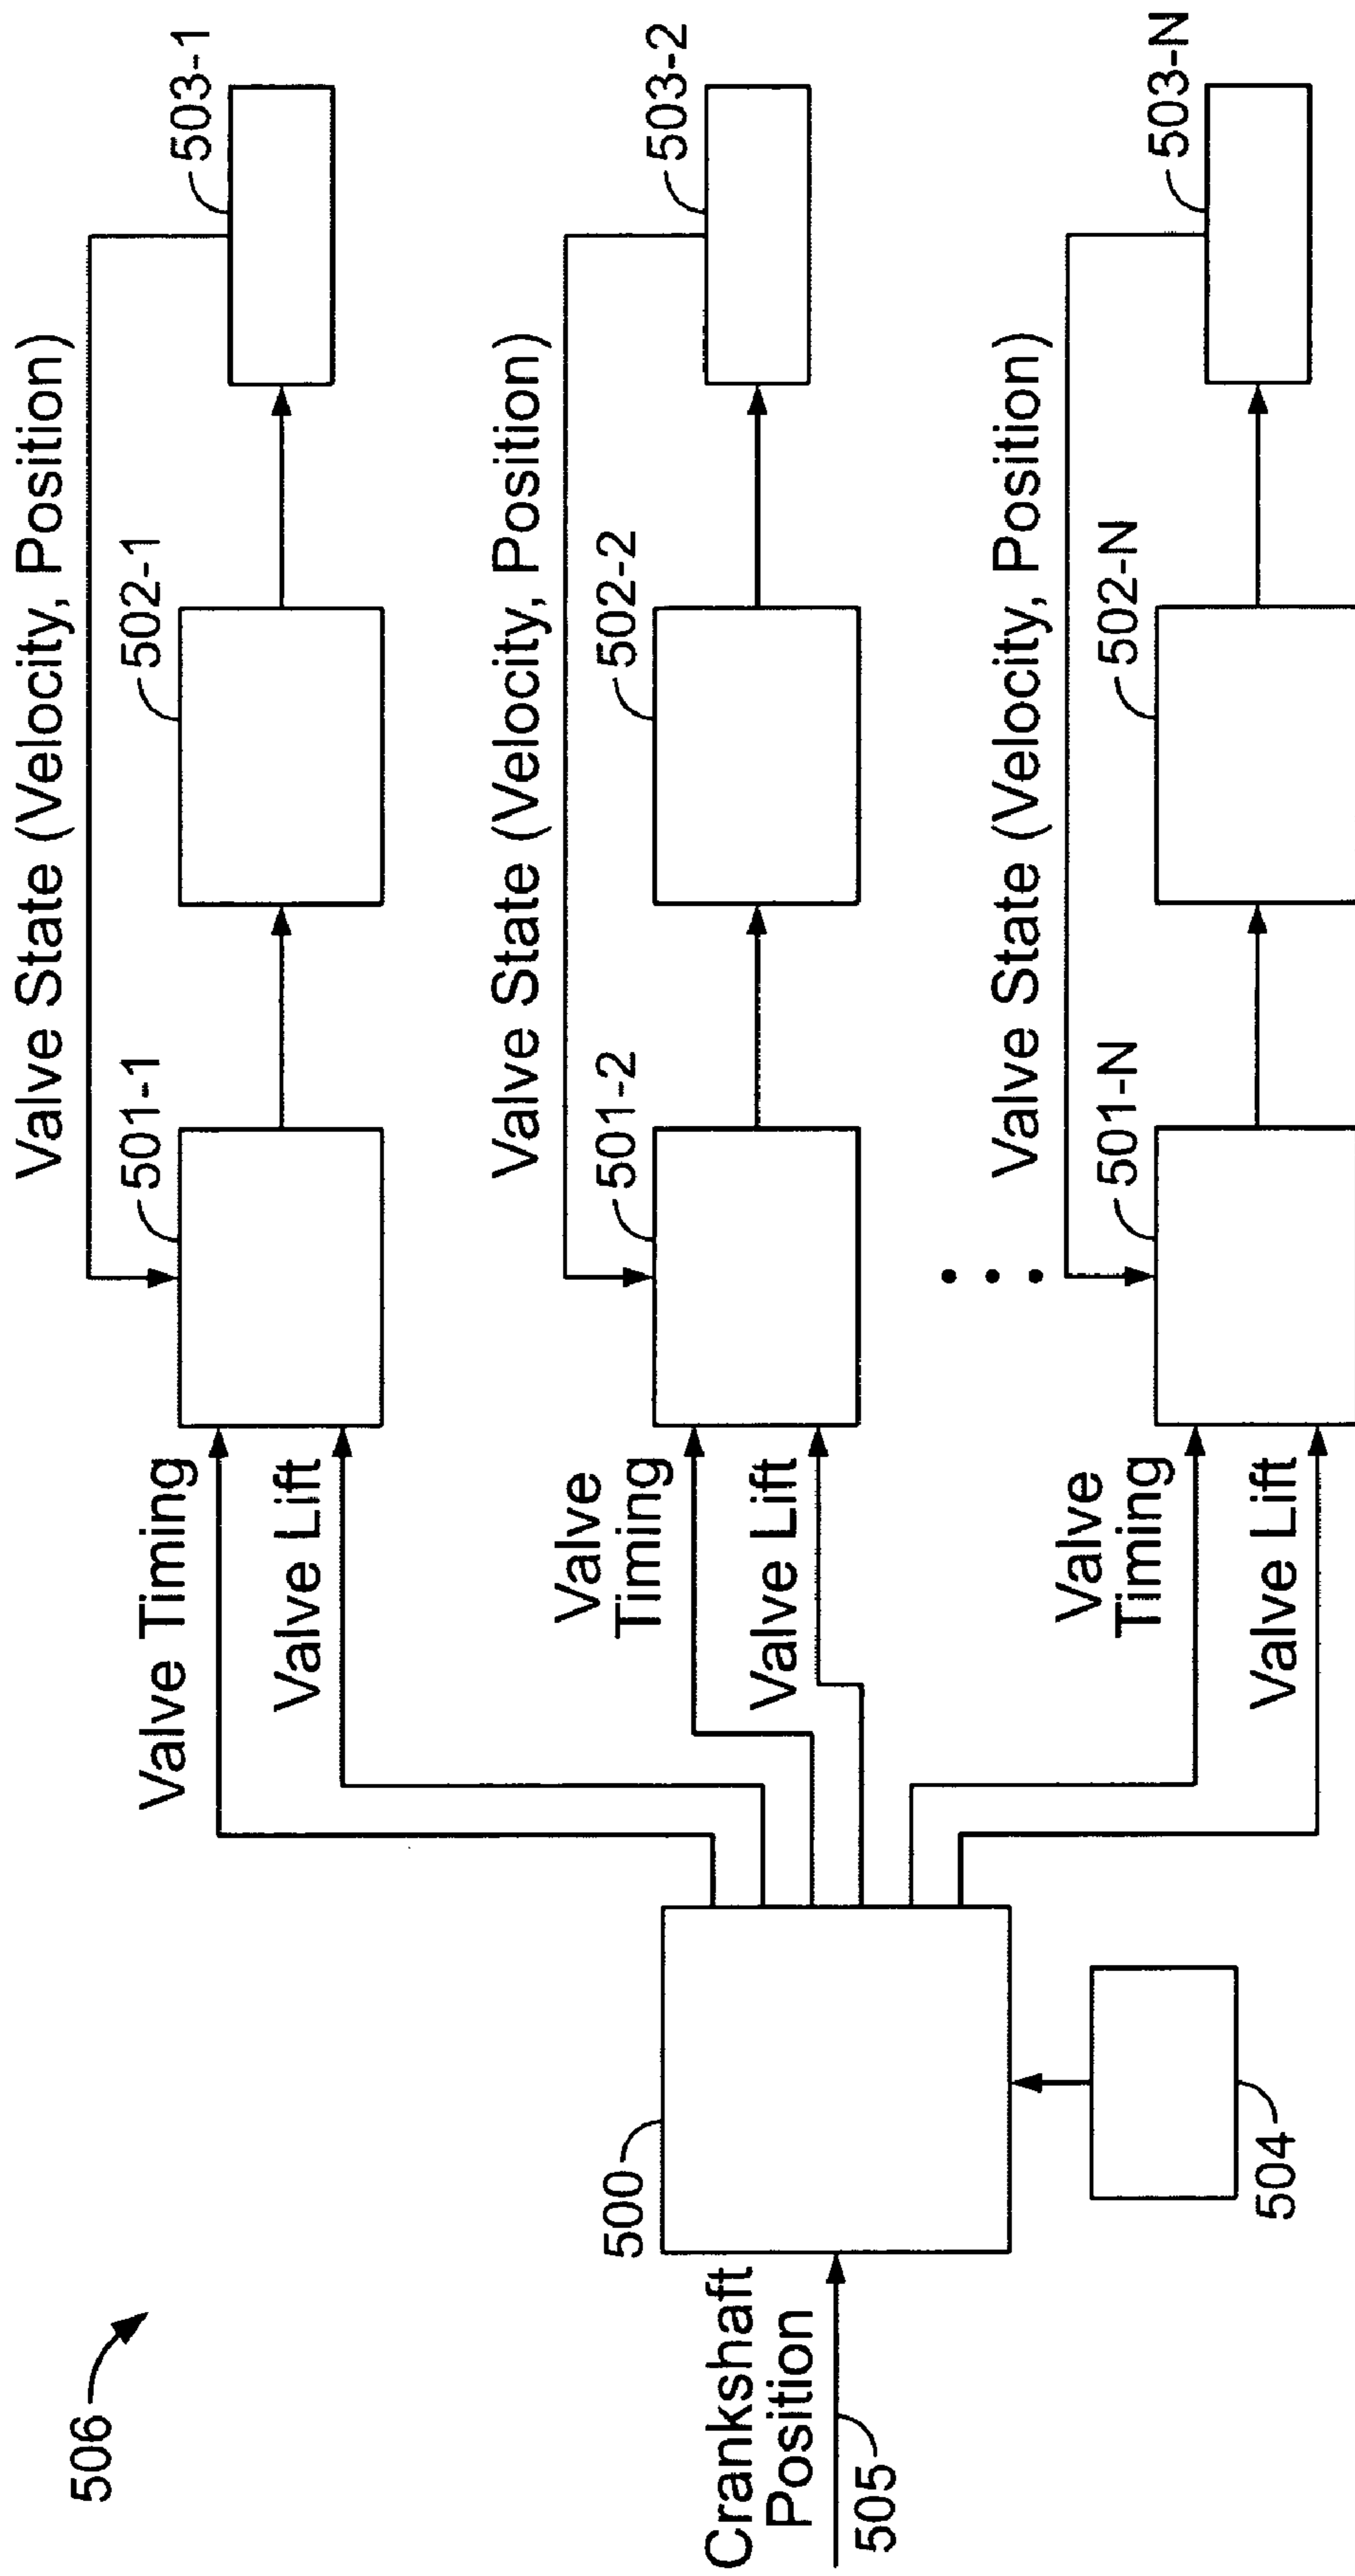 506
Crankshaft
Position
505
500
504
Valve Timing
Valve Lift
Valve State (Velocity, Position)
501-1
502-1
503-1
Valve
Timing
Valve Lift
Valve State (Velocity, Position)
501-2
502-2
503-2
Valve
Timing
Valve Lift
Valve State (Velocity, Position)
501-N
502-N
503-N